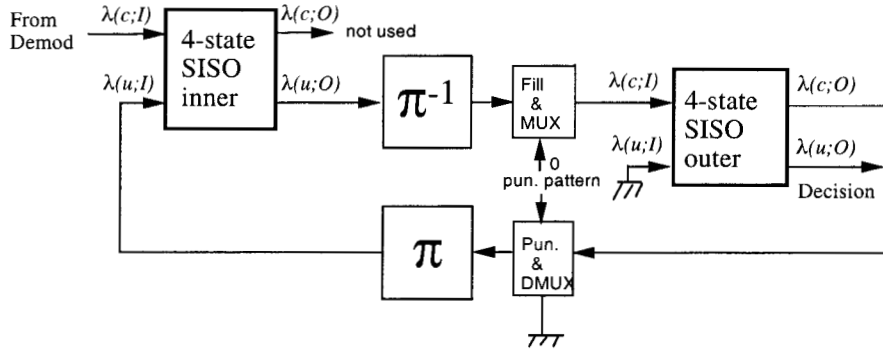 From
Demod
λ(c;I)
4-state
SISO
inner
λ(c;O)
not used
λ(u;I)
λ(u;O)
π-1
Fill
&
MUX
λ(c;I)
4-state
SISO
outer
λ(c;O)
λ(u;I)
λ(u;O)
Decision
0
pun. pattern
π
Pun.
&
DMUX